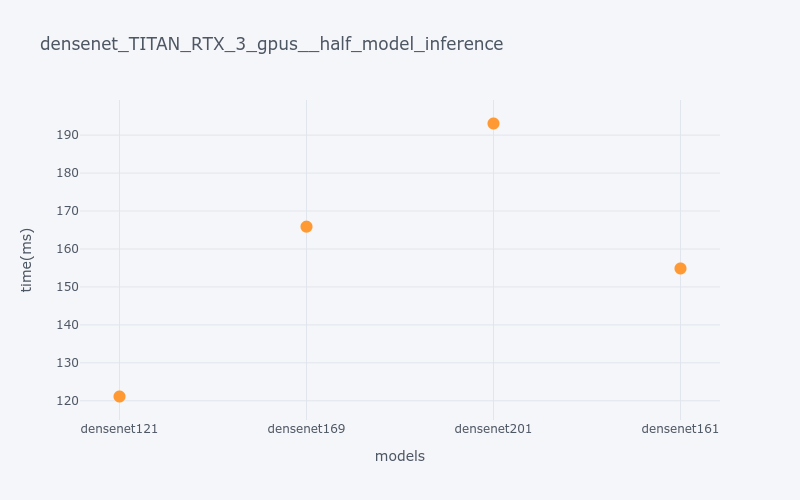 densenet_TITAN_RTX_3_gpus__half_model_inference
time(ms)
190
180
170
160
150
140
130
120
densenet121 densenet169 densenet201 densenet161
models